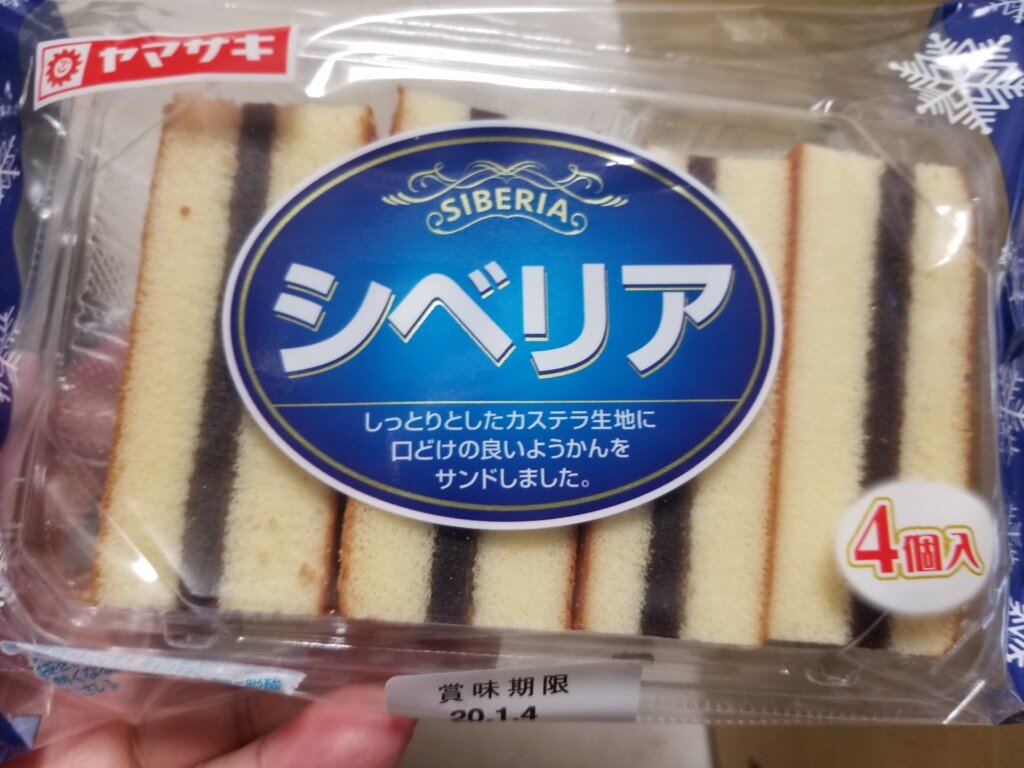 ヤマザキ
SIBERIA
シベリア
しっとりとしたカステラ生地に
口どけの良いようかんを
サンドしました。
4個入
賞味期限
20.1.4